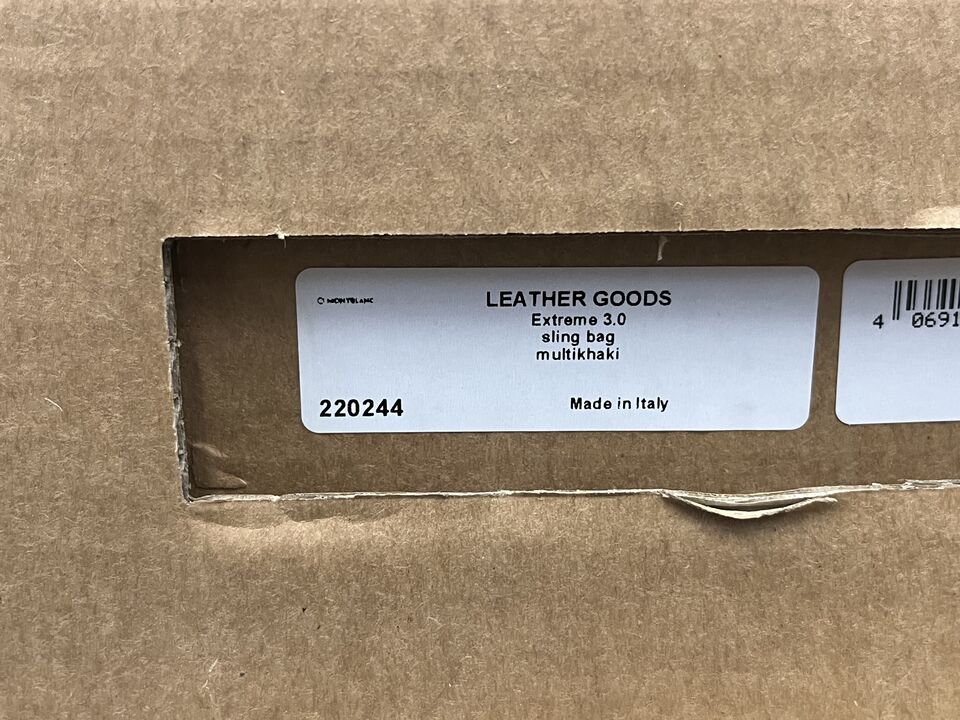 MONTBLANC
LEATHER GOODS
Extreme 3.0
sling bag
multikhaki
220244
Made in Italy
4 0691